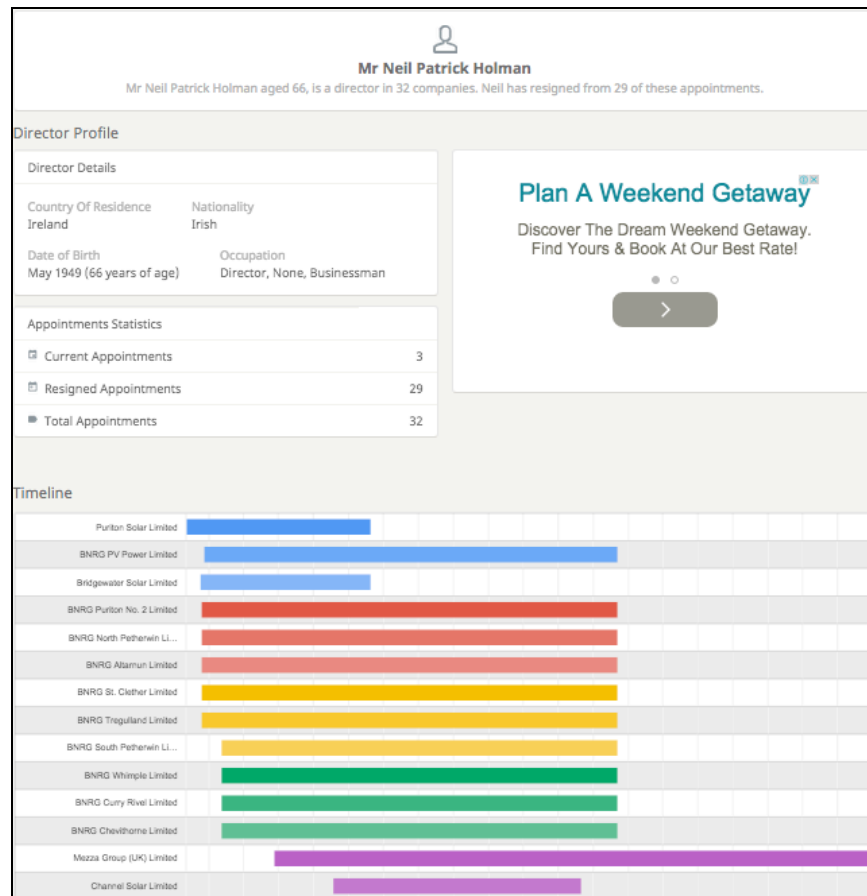 Mr Neil Patrick Holman
Mr Neil Patrick Holman aged 66, is a director in 32 companies. Neil has resigned from 29 of these appointments.
Director Profile
Director Details
Country Of Residence Nationality
Ireland Irish
Date of Birth Occupation
May 1949 (66 years of age) Director, None, Businessman
Plan A Weekend Getaway
Discover The Dream Weekend Getaway.
Find Yours & Book At Our Best Rate!
Appointments Statistics
Current Appointments 3
Resigned Appointments 29
Total Appointments 32
Timeline
Puriton Solar Limited
BNRG PV Power Limited
Bridgewater Solar Limited
BNRG Puriton No. 2 Limited
BNRG North Petherwin Li...
BNRG Altarnun Limited
BNRG St. Clether Limited
BNRG Tregulland Limited
BNRG South Petherwin Li...
BNRG Whimple Limited
BNRG Curry Rivel Limited
BNRG Chevithorne Limited
Mezza Group (UK) Limited
Channel Solar Limited